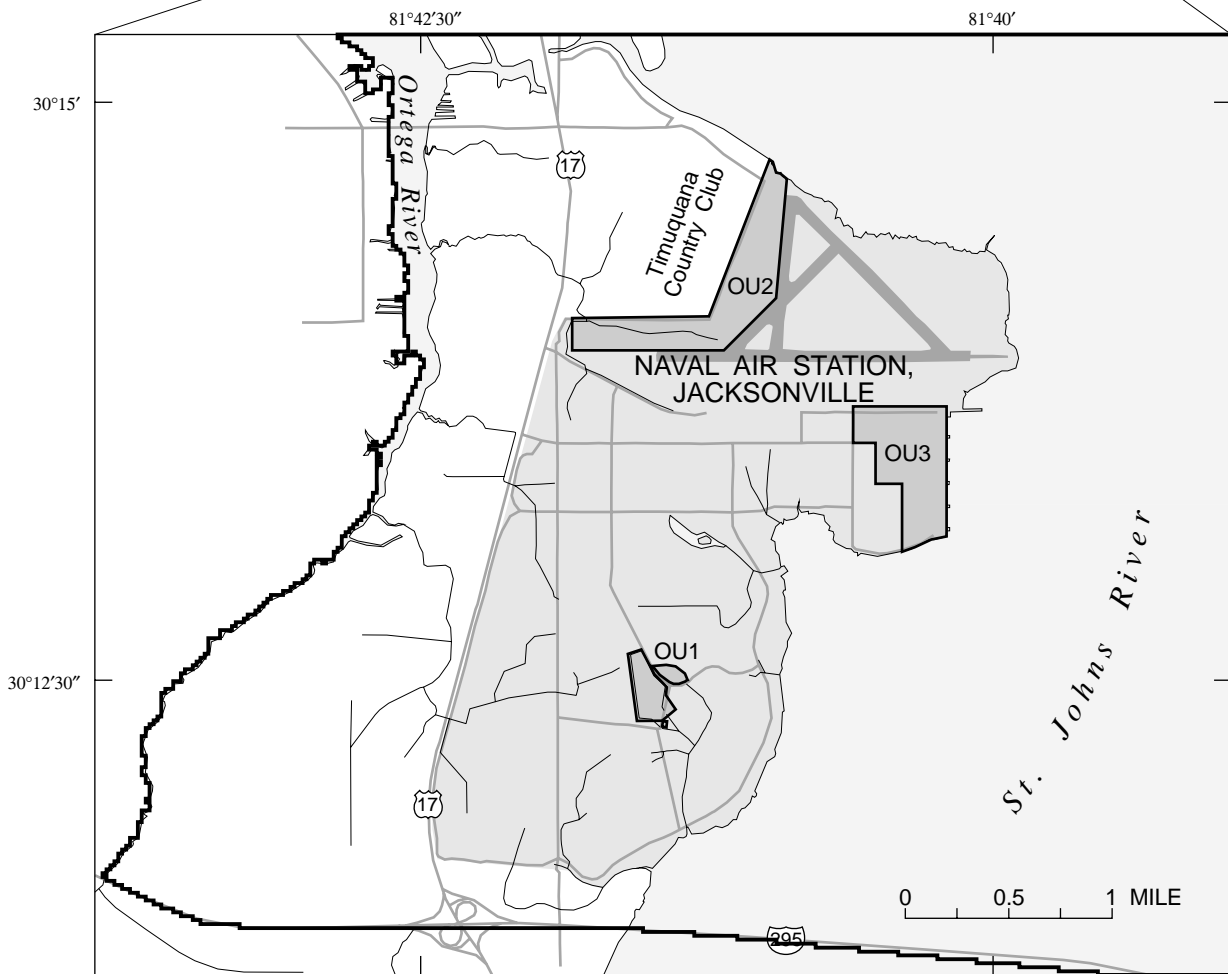 81°42′30″
81°40′
30°15′
Ortega River
17
Timuquana
Country Club
OU2
NAVAL AIR STATION,
JACKSONVILLE
OU3
OU1
30°12′30″
St. Johns River
17
0 0.5 1 MILE
295